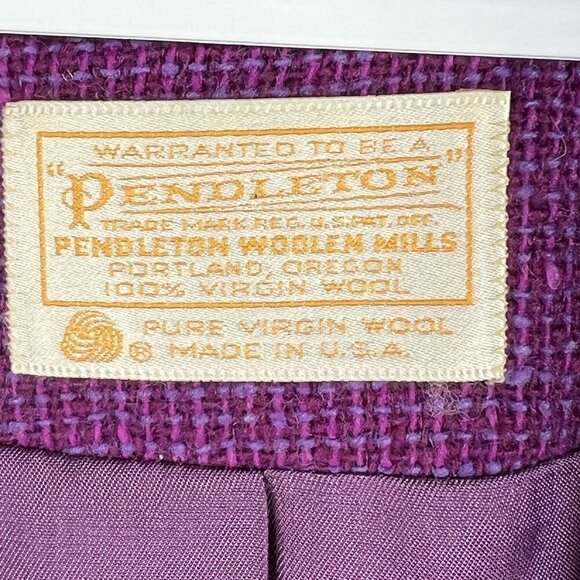 WARRANTED TO BE A
"PENDLETON"
TRADE MARK REG. U.S. PAT. OFF.
PENDLETON WOOLEN MILLS
PORTLAND, OREGON
100% VIRGIN WOOL
PURE VIRGIN WOOL
® MADE IN U.S.A.